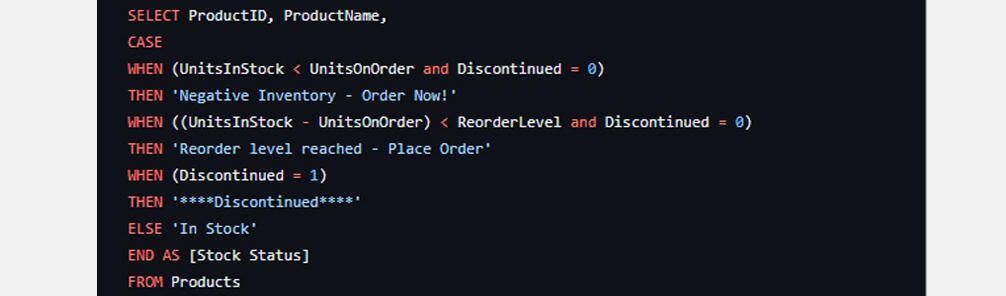 SELECT ProductID, ProductName,
CASE
WHEN (UnitsInStock < UnitsOnOrder and Discontinued = 0)
THEN 'Negative Inventory - Order Now!'
WHEN ((UnitsInStock - UnitsOnOrder) < ReorderLevel and Discontinued = 0)
THEN 'Reorder level reached - Place Order'
WHEN (Discontinued = 1)
THEN '****Discontinued****'
ELSE 'In Stock'
END AS [Stock Status]
FROM Products